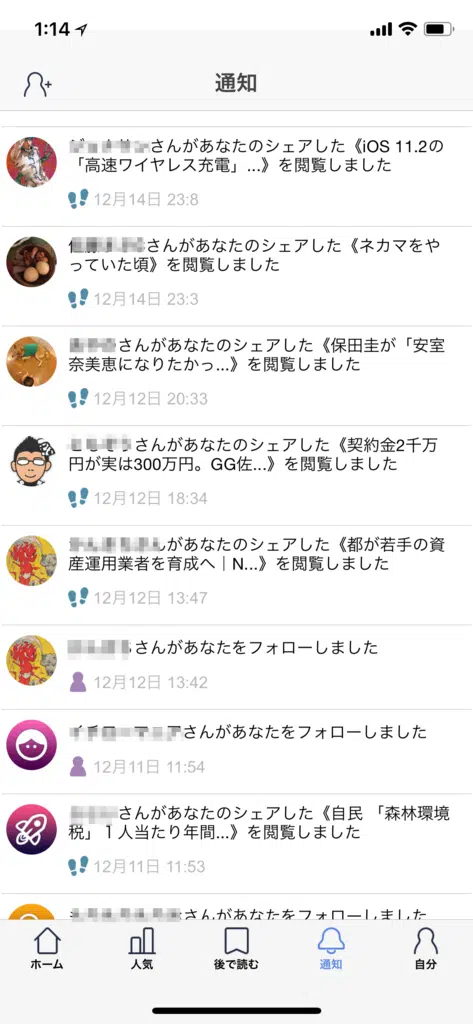 1:14
通知
さんがあなたのシェアした《iOS 11.2の
「高速ワイヤレス充電」...》を閲覧しました
12月14日 23:8
さんがあなたのシェアした《ネカマをや
っていた頃》を閲覧しました
12月14日 23:3
さんがあなたのシェアした《保田圭が「安室
奈美恵になりたかっ...》を閲覧しました
12月12日 20:33
さんがあなたのシェアした《契約金2千万
円が実は300万円。GG佐...》を閲覧しました
12月12日 18:34
んがあなたのシェアした《都が若手の資
産運用業者を育成へ｜N...》を閲覧しました
12月12日 13:47
さんがあなたをフォローしました
12月12日 13:42
さんがあなたをフォローしました
12月11日 11:54
さんがあなたのシェアした《自民 「森林環境
税」１人当たり年間...》を閲覧しました
12月11日 11:53
さんがあなたをフォローしました
ホーム
人気
後で読む
通知
自分